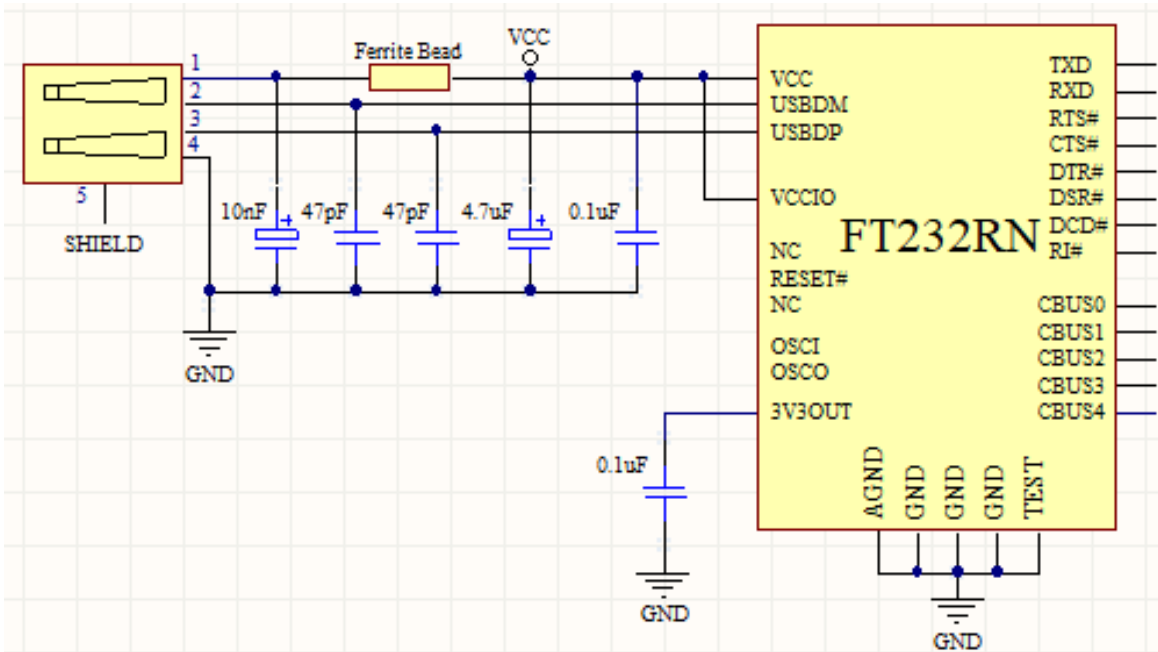 VCC
Ferrite Bead
1
2
3
4
5
SHIELD
10nF
47pF
47pF
4.7uF
0.1uF
GND
VCC
USBDM
USBDP
VCCIO
NC
RESET#
NC
OSCI
OSCO
3V3OUT
FT232RN
TXD
RXD
RTS#
CTS#
DTR#
DSR#
DCD#
RI#
CBUS0
CBUS1
CBUS2
CBUS3
CBUS4
AGND
GND
GND
GND
TEST
0.1uF
GND
GND